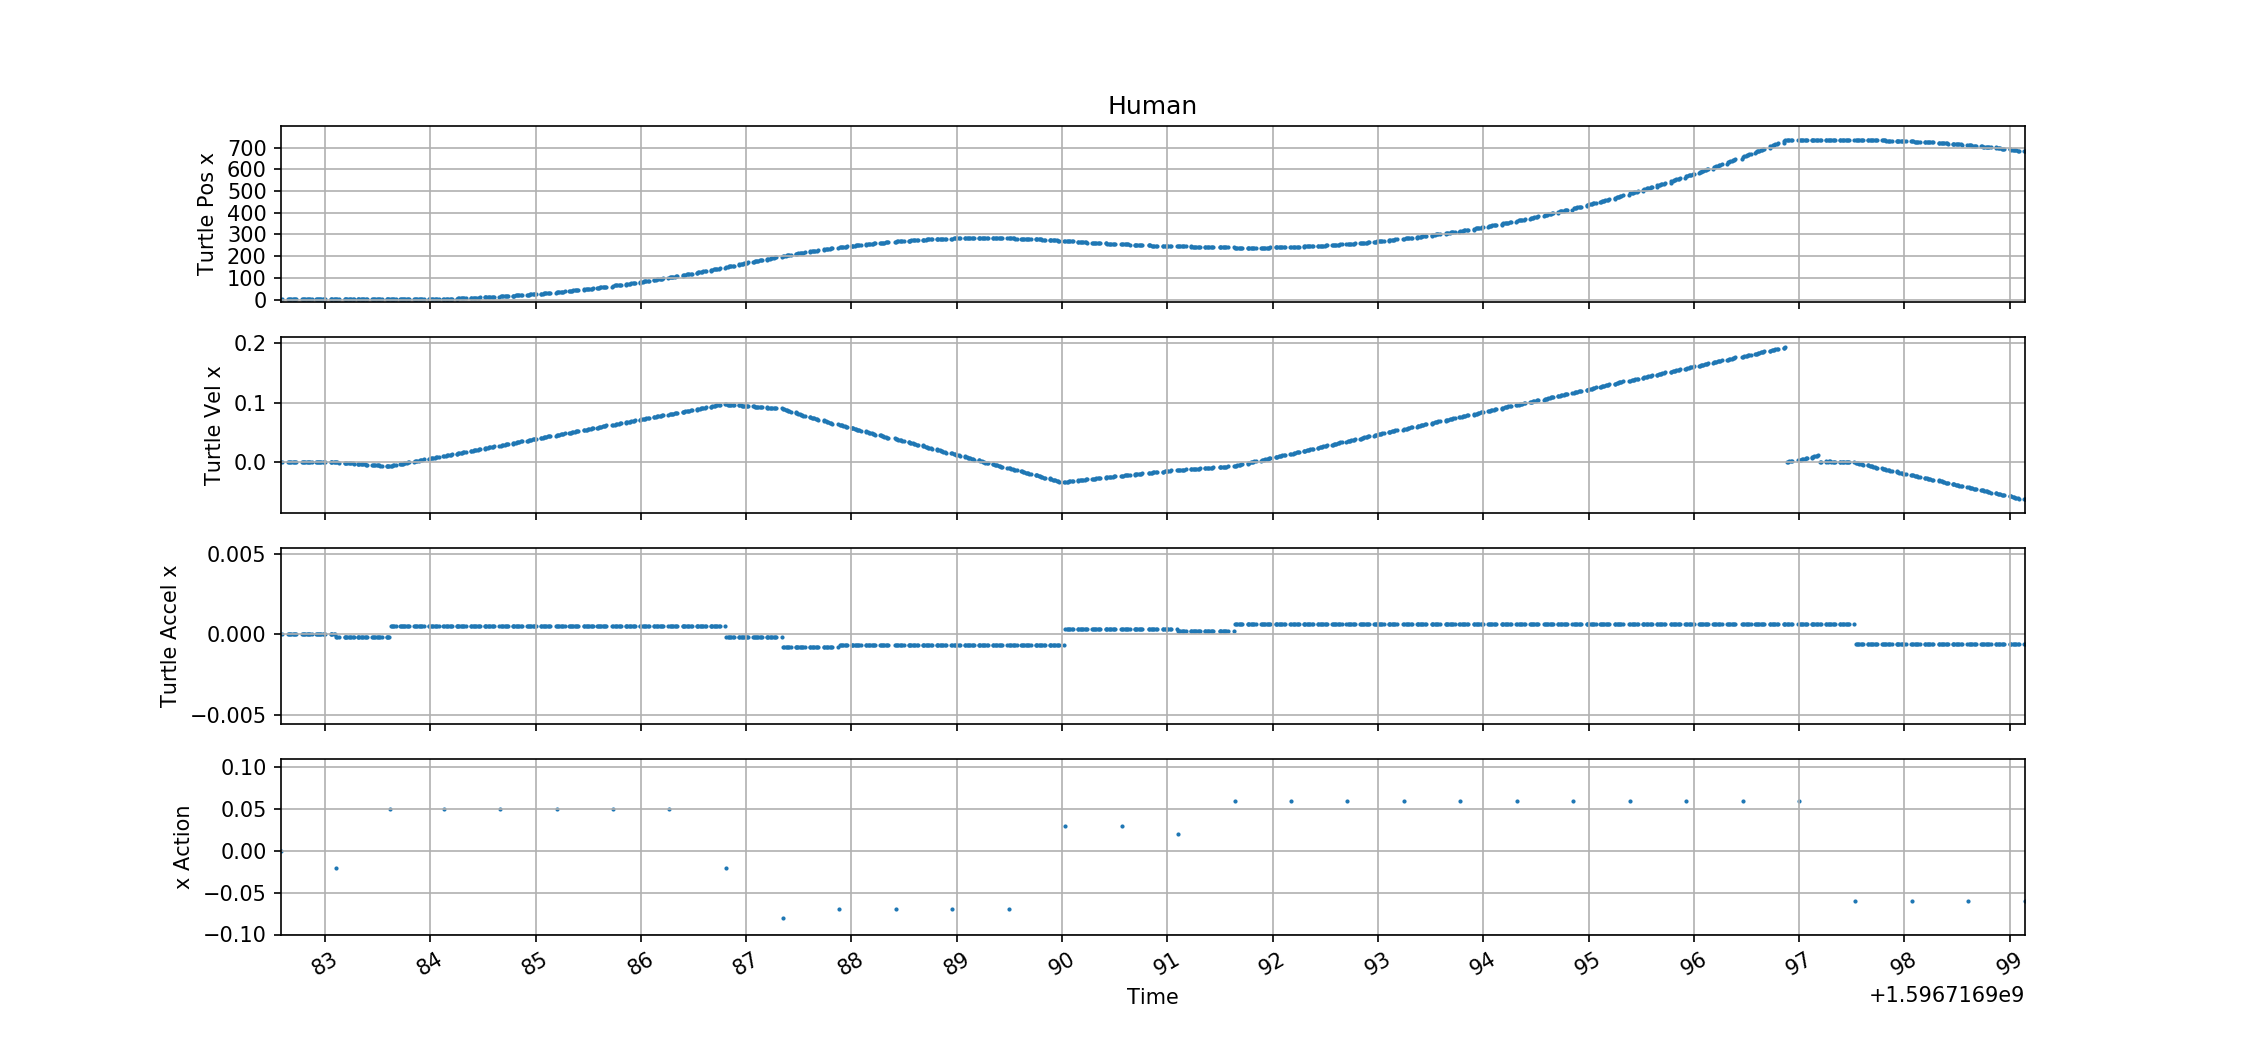 Human
Turtle Pos x
700
600
500
400
300
200
100
0
Turtle Vel x
0.2
0.1
0.0
Turtle Accel x
0.005
0.000
−0.005
x Action
0.10
0.05
0.00
−0.05
−0.10
83 84 85 86 87 88 89 90 91 92 93 94 95 96 97 98 99
Time
+1.5967169e9